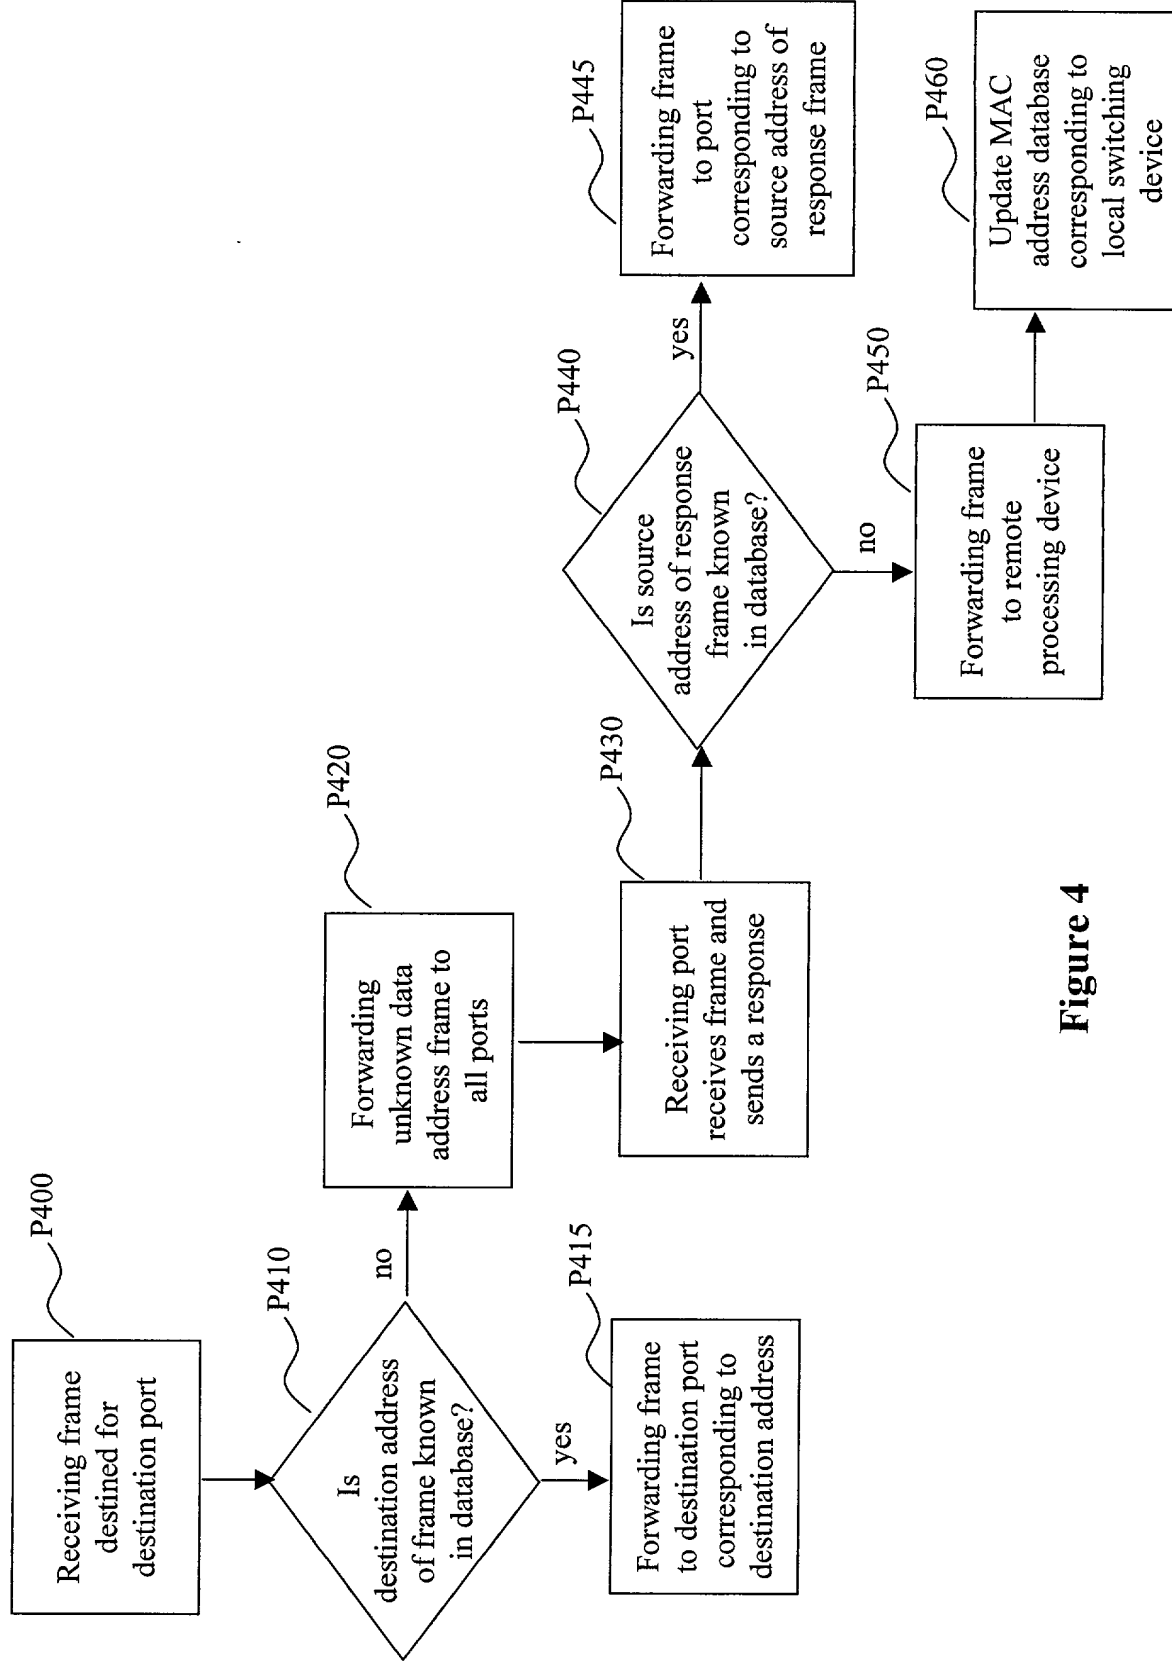 P400
Receiving frame
destined for
destination port
P410
Is
destination address
of frame known
in database?
no
yes
P415
Forwarding frame
to destination port
corresponding to
destination address
P420
Forwarding
unknown data
address frame to
all ports
P430
Receiving port
receives frame and
sends a response
P440
Is source
address of response
frame known
in database?
yes
no
P445
Forwarding frame
to port
corresponding to
source address of
response frame
P450
Forwarding frame
to remote
processing device
P460
Update MAC
address database
corresponding to
local switching
device
Figure 4